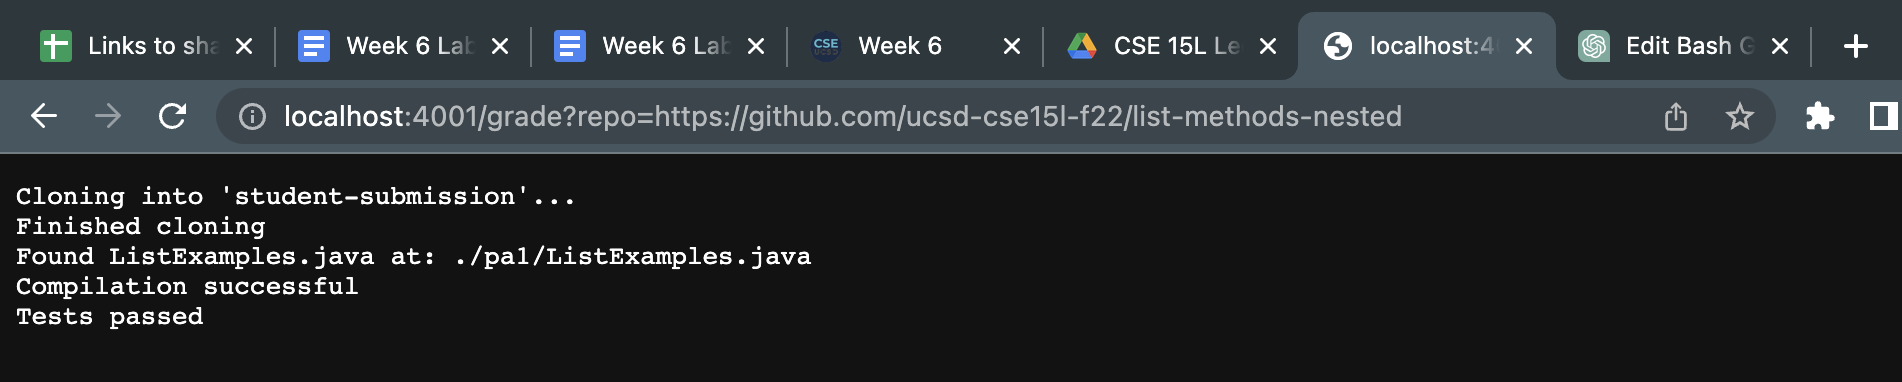 Links to sha
Week 6 Lab
Week 6 Lab
CSE
Week 6
CSE 15L Le
localhost:4
Edit Bash G
localhost:4001/grade?repo=https://github.com/ucsd-cse15l-f22/list-methods-nested
Cloning into 'student-submission'...
Finished cloning
Found ListExamples.java at: ./pa1/ListExamples.java
Compilation successful
Tests passed